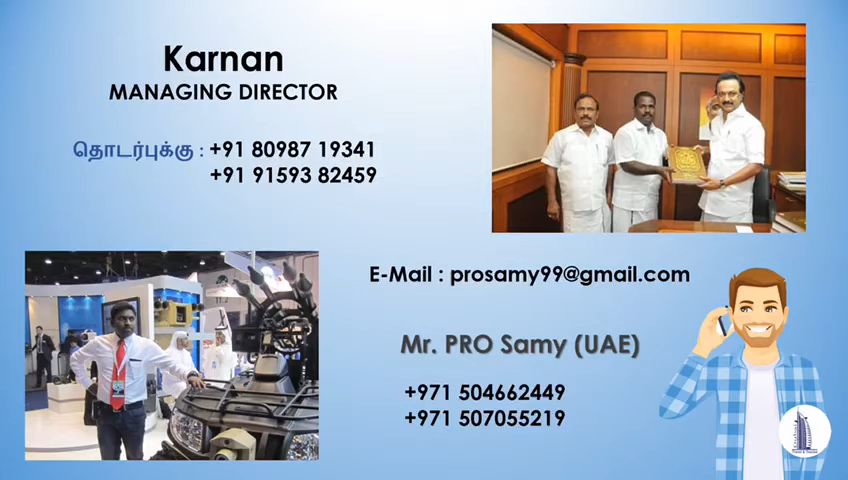 Karnan
MANAGING DIRECTOR
தொடர்புக்கு : +91 80987 19341
+91 91593 82459
E-Mail : prosamy99@gmail.com
Mr. PRO Samy (UAE)
+971 504662449
+971 507055219